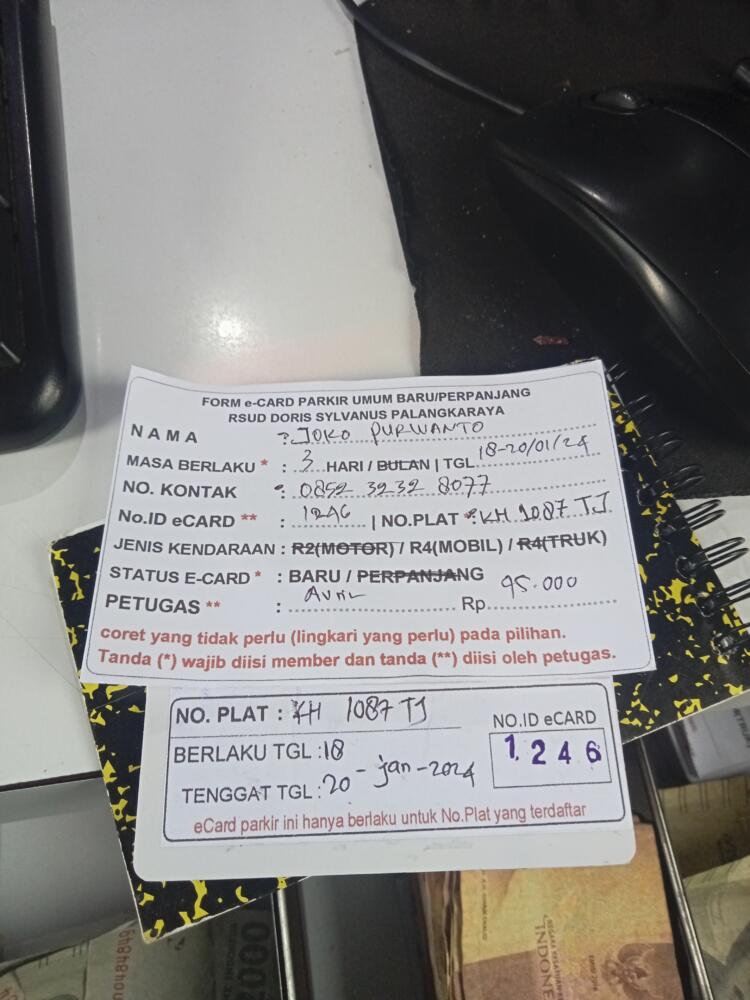 FORM e-CARD PARKIR UMUM BARU/PERPANJANG
RSUD DORIS SYLVANUS PALANGKARAYA
NAMA : JOKO PURWANTO
MASA BERLAKU * : 3 HARI / BULAN | TGL 18-20/01/24
NO. KONTAK : 0852 3232 8077
No.ID eCARD ** : 1246 | NO.PLAT *: KH 1087 TJ
JENIS KENDARAAN : R2(MOTOR) / R4(MOBIL) / R4(TRUK)
STATUS E-CARD * : BARU / PERPANJANG
PETUGAS ** : Avril Rp 95.000
coret yang tidak perlu (lingkari yang perlu) pada pilihan.
Tanda (*) wajib diisi member dan tanda (**) diisi oleh petugas.
NO. PLAT : KH 1087 TJ
NO.ID eCARD
BERLAKU TGL : 18
1246
TENGGAT TGL : 20 - jan - 2024
eCard parkir ini hanya berlaku untuk No.Plat yang terdaftar